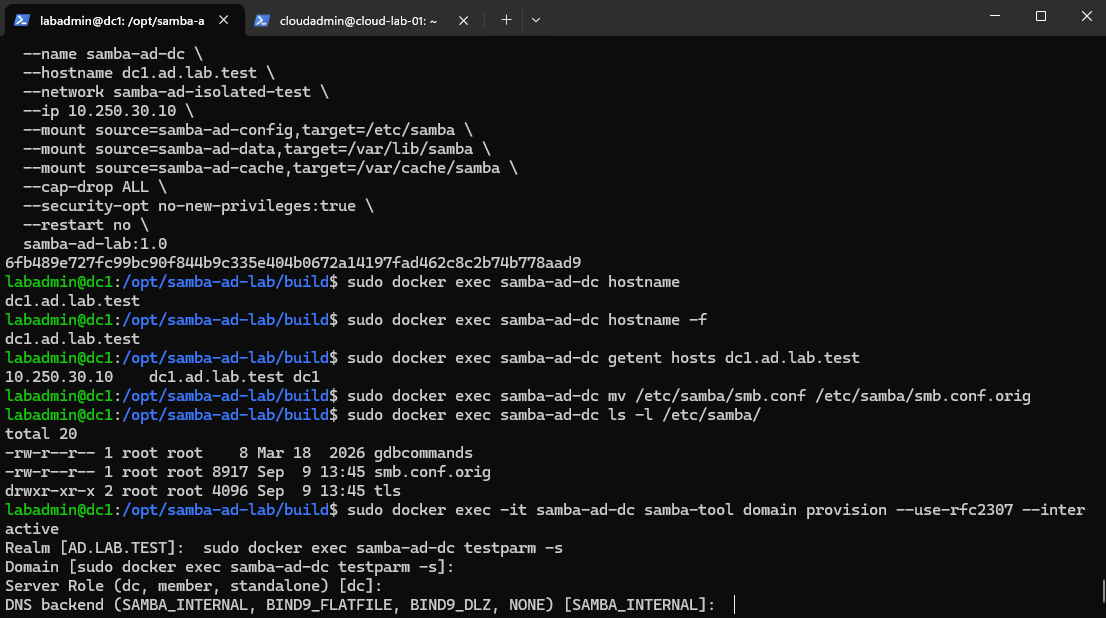 labadmin@dc1: /opt/samba-a
cloudadmin@cloud-lab-01: ~
--name samba-ad-dc \
--hostname dc1.ad.lab.test \
--network samba-ad-isolated-test \
--ip 10.250.30.10 \
--mount source=samba-ad-config,target=/etc/samba \
--mount source=samba-ad-data,target=/var/lib/samba \
--mount source=samba-ad-cache,target=/var/cache/samba \
--cap-drop ALL \
--security-opt no-new-privileges:true \
--restart no \
samba-ad-lab:1.0
6fb489e727fc99bc90f844b9c335e404b0672a14197fad462c8c2b74b778aad9
labadmin@dc1:/opt/samba-ad-lab/build$ sudo docker exec samba-ad-dc hostname
dc1.ad.lab.test
labadmin@dc1:/opt/samba-ad-lab/build$ sudo docker exec samba-ad-dc hostname -f
dc1.ad.lab.test
labadmin@dc1:/opt/samba-ad-lab/build$ sudo docker exec samba-ad-dc getent hosts dc1.ad.lab.test
10.250.30.10    dc1.ad.lab.test dc1
labadmin@dc1:/opt/samba-ad-lab/build$ sudo docker exec samba-ad-dc mv /etc/samba/smb.conf /etc/samba/smb.conf.orig
labadmin@dc1:/opt/samba-ad-lab/build$ sudo docker exec samba-ad-dc ls -l /etc/samba/
total 20
-rw-r--r-- 1 root root    8 Mar 18  2026 gdbcommands
-rw-r--r-- 1 root root 8917 Sep  9 13:45 smb.conf.orig
drwxr-xr-x 2 root root 4096 Sep  9 13:45 tls
labadmin@dc1:/opt/samba-ad-lab/build$ sudo docker exec -it samba-ad-dc samba-tool domain provision --use-rfc2307 --inter
active
Realm [AD.LAB.TEST]:  sudo docker exec samba-ad-dc testparm -s
Domain [sudo docker exec samba-ad-dc testparm -s]:
Server Role (dc, member, standalone) [dc]:
DNS backend (SAMBA_INTERNAL, BIND9_FLATFILE, BIND9_DLZ, NONE) [SAMBA_INTERNAL]: